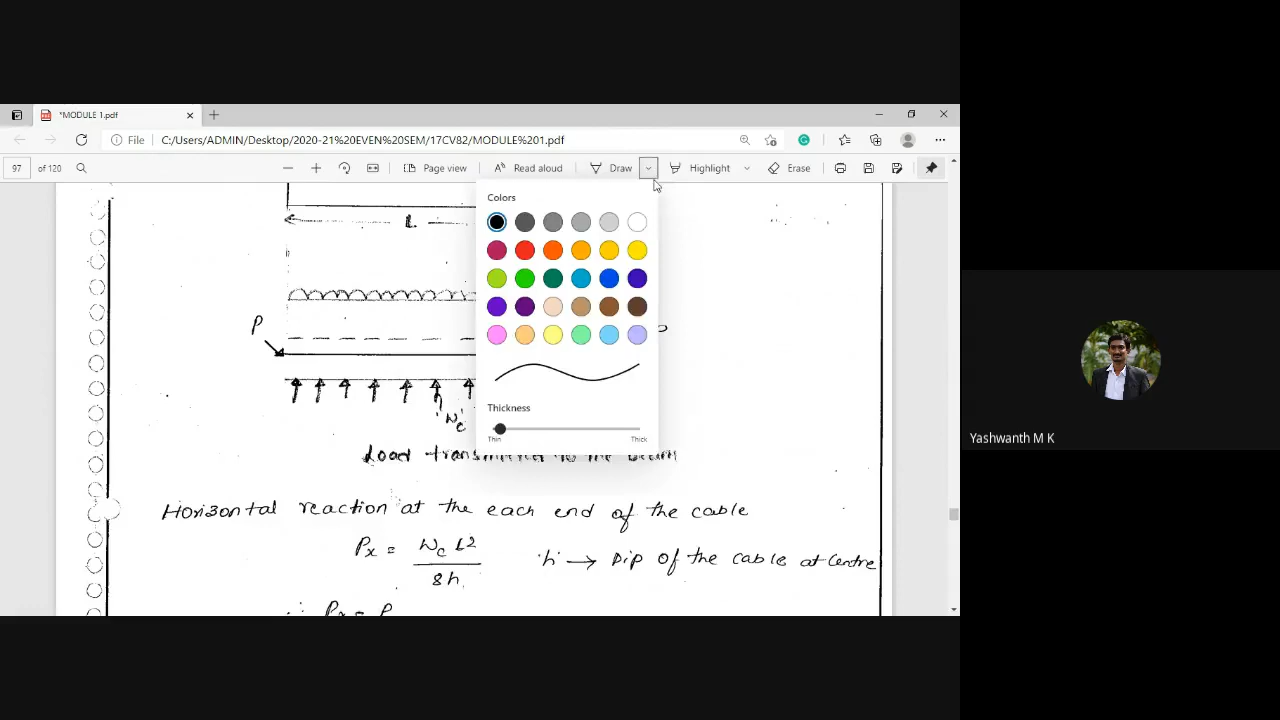 *MODULE 1.pdf
File C:/Users/ADMIN/Desktop/2020-21%20EVEN%20SEM/17CV82/MODULE%201.pdf
97 of 120 Page view Read aloud Draw Highlight Erase
Colors
L
P
Thickness
Thin Thick
Wc
Load transmitted to the beam
Horizontal reaction at the each end of the cable
Px = Wc L2 / 8h 'h' → Dip of the cable at centre
∴ Px = P
Yashwanth M K